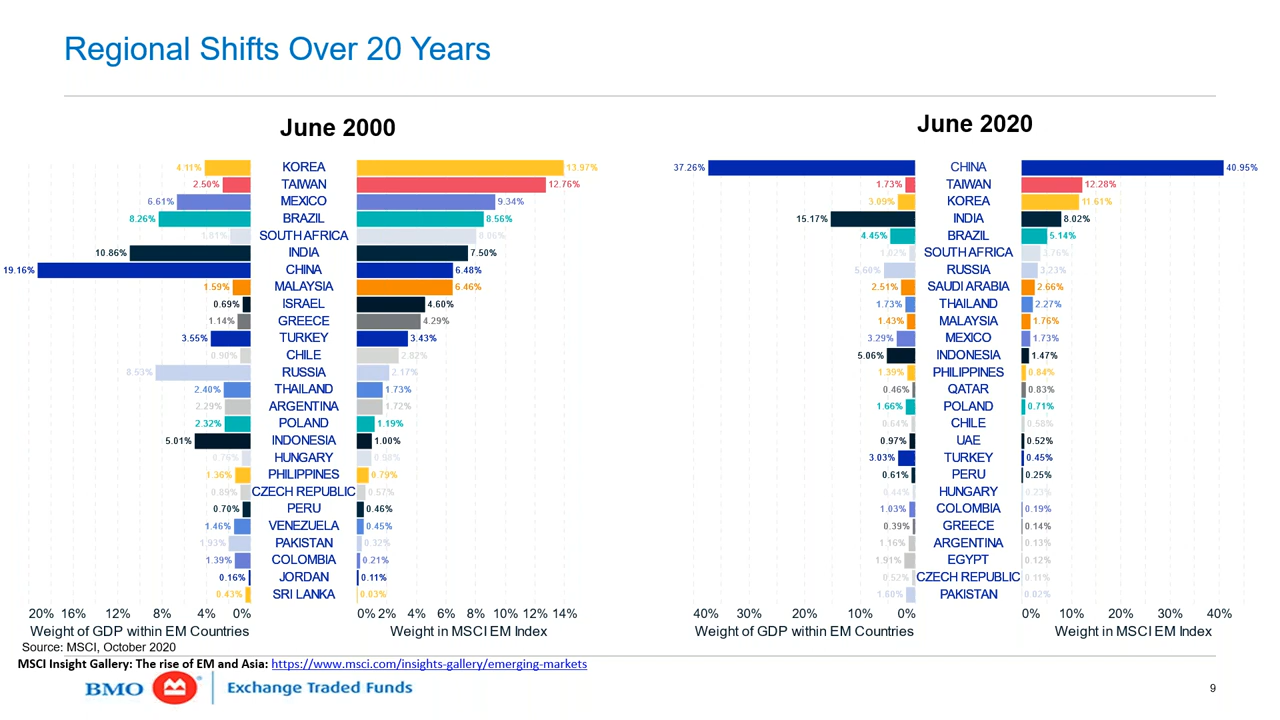 Regional Shifts Over 20 Years
June 2000
4.11% KOREA 13.97%
2.50% TAIWAN 12.76%
6.61% MEXICO 9.34%
8.26% BRAZIL 8.56%
1.81% SOUTH AFRICA 8.06%
10.86% INDIA 7.50%
19.16% CHINA 6.48%
1.59% MALAYSIA 6.46%
0.69% ISRAEL 4.60%
1.14% GREECE 4.29%
3.55% TURKEY 3.43%
0.90% CHILE 2.82%
8.53% RUSSIA 2.17%
2.40% THAILAND 1.73%
2.29% ARGENTINA 1.72%
2.32% POLAND 1.19%
5.01% INDONESIA 1.00%
0.76% HUNGARY 0.98%
1.36% PHILIPPINES 0.79%
0.89% CZECH REPUBLIC 0.57%
0.70% PERU 0.46%
1.46% VENEZUELA 0.45%
1.93% PAKISTAN 0.32%
1.39% COLOMBIA 0.21%
0.16% JORDAN 0.11%
0.43% SRI LANKA 0.03%
20% 16% 12% 8% 4% 0% 0% 2% 4% 6% 8% 10% 12% 14%
Weight of GDP within EM Countries Weight in MSCI EM Index
June 2020
37.26% CHINA 40.95%
1.73% TAIWAN 12.28%
3.09% KOREA 11.61%
15.17% INDIA 8.02%
4.45% BRAZIL 5.14%
1.02% SOUTH AFRICA 3.76%
5.60% RUSSIA 3.23%
2.51% SAUDI ARABIA 2.66%
1.73% THAILAND 2.27%
1.43% MALAYSIA 1.76%
3.29% MEXICO 1.73%
5.06% INDONESIA 1.47%
1.39% PHILIPPINES 0.84%
0.46% QATAR 0.83%
1.66% POLAND 0.71%
0.64% CHILE 0.58%
0.97% UAE 0.52%
3.03% TURKEY 0.45%
0.61% PERU 0.25%
0.44% HUNGARY 0.23%
1.03% COLOMBIA 0.19%
0.39% GREECE 0.14%
1.16% ARGENTINA 0.13%
1.91% EGYPT 0.12%
0.52% CZECH REPUBLIC 0.11%
1.60% PAKISTAN 0.02%
40% 30% 20% 10% 0% 0% 10% 20% 30% 40%
Weight of GDP within EM Countries Weight in MSCI EM Index
Source: MSCI, October 2020
MSCI Insight Gallery: The rise of EM and Asia: https://www.msci.com/insights-gallery/emerging-markets
BMO Exchange Traded Funds
9